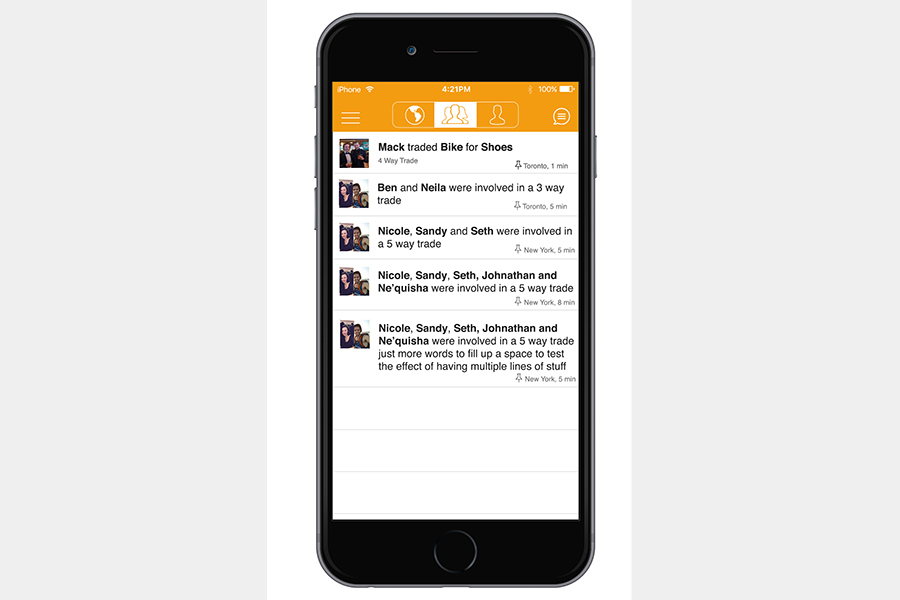 iPhone 4:21PM 100%
Mack traded Bike for Shoes
4 Way Trade
Toronto, 1 min
Ben and Neila were involved in a 3 way
trade
Toronto, 5 min
Nicole, Sandy and Seth were involved in
a 5 way trade
New York, 5 min
Nicole, Sandy, Seth, Johnathan and
Ne'quisha were involved in a 5 way trade
New York, 8 min
Nicole, Sandy, Seth, Johnathan and
Ne'quisha were involved in a 5 way trade
just more words to fill up a space to test
the effect of having multiple lines of stuff
New York, 5 min